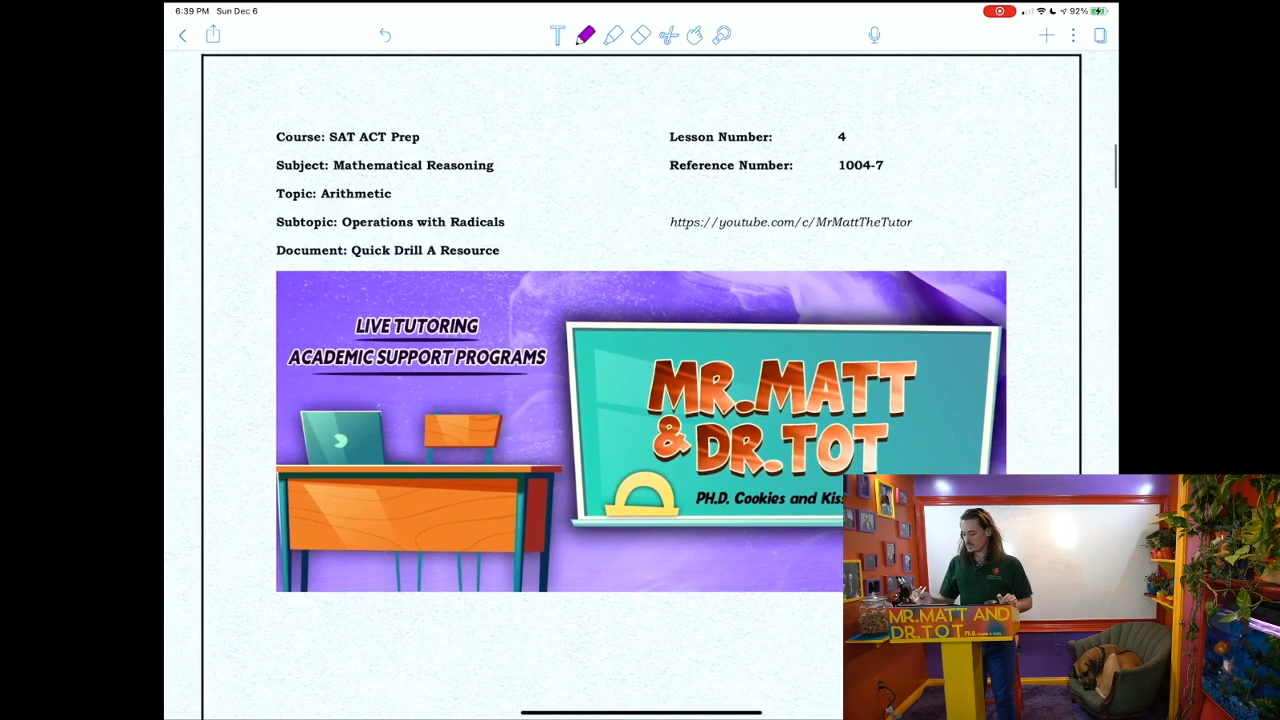 6:39 PM Sun Dec 6
92%
Course: SAT ACT Prep
Lesson Number: 4
Subject: Mathematical Reasoning
Reference Number: 1004-7
Topic: Arithmetic
Subtopic: Operations with Radicals
https://youtube.com/c/MrMattTheTutor
Document: Quick Drill A Resource
LIVE TUTORING
ACADEMIC SUPPORT PROGRAMS
MR.MATT
& DR.TOT
PH.D. Cookies and
MR.MATT AND
DR.TOT